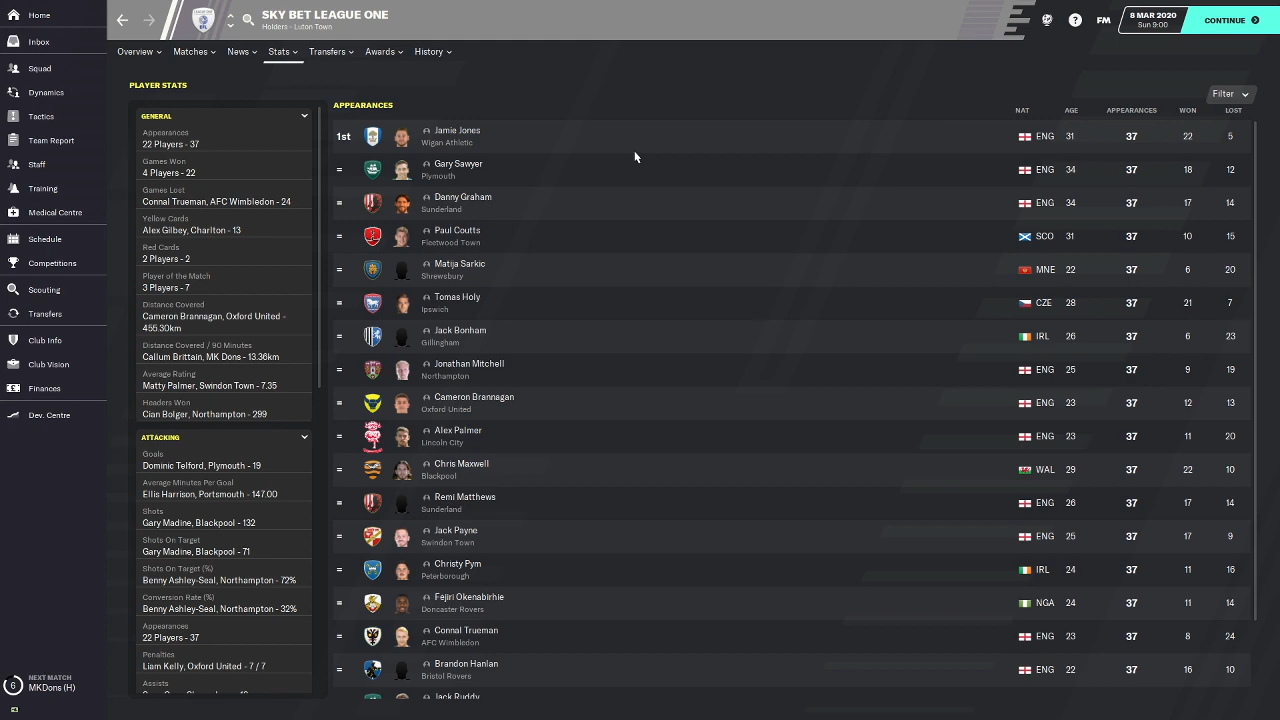 Home
SKY BET LEAGUE ONE
Holders - Luton Town
FM
8 MAR 2020
Sun 9:00
CONTINUE
Inbox
Squad
Dynamics
Tactics
Team Report
Staff
Training
Medical Centre
Schedule
Competitions
Scouting
Transfers
Club Info
Club Vision
Finances
Dev. Centre
NEXT MATCH
6
MKDons (H)
Overview
Matches
News
Stats
Transfers
Awards
History
PLAYER STATS
GENERAL
Appearances
22 Players - 37
Games Won
4 Players - 22
Games Lost
Connal Trueman, AFC Wimbledon - 24
Yellow Cards
Alex Gilbey, Charlton - 13
Red Cards
2 Players - 2
Player of the Match
3 Players - 7
Distance Covered
Cameron Brannagan, Oxford United -
455.30km
Distance Covered / 90 Minutes
Callum Brittain, MK Dons - 13.36km
Average Rating
Matty Palmer, Swindon Town - 7.35
Headers Won
Cian Bolger, Northampton - 299
ATTACKING
Goals
Dominic Telford, Plymouth - 19
Average Minutes Per Goal
Ellis Harrison, Portsmouth - 147.00
Shots
Gary Madine, Blackpool - 132
Shots On Target
Gary Madine, Blackpool - 71
Shots On Target (%)
Benny Ashley-Seal, Northampton - 72%
Conversion Rate (%)
Benny Ashley-Seal, Northampton - 32%
Appearances
22 Players - 37
Penalties
Liam Kelly, Oxford United - 7 / 7
Assists
Filter
APPEARANCES
NAT AGE APPEARANCES WON LOST
1st Jamie Jones ENG 31 37 22 5
Wigan Athletic
= Gary Sawyer ENG 34 37 18 12
Plymouth
= Danny Graham ENG 34 37 17 14
Sunderland
= Paul Coutts SCO 31 37 10 15
Fleetwood Town
= Matija Sarkic MNE 22 37 6 20
Shrewsbury
= Tomas Holy CZE 28 37 21 7
Ipswich
= Jack Bonham IRL 26 37 6 23
Gillingham
= Jonathan Mitchell ENG 25 37 9 19
Northampton
= Cameron Brannagan ENG 23 37 12 13
Oxford United
= Alex Palmer ENG 23 37 11 20
Lincoln City
= Chris Maxwell WAL 29 37 22 10
Blackpool
= Remi Matthews ENG 26 37 17 14
Sunderland
= Jack Payne ENG 25 37 17 9
Swindon Town
= Christy Pym IRL 24 37 11 16
Peterborough
= Fejiri Okenabirhie NGA 24 37 11 14
Doncaster Rovers
= Connal Trueman ENG 23 37 8 24
AFC Wimbledon
= Brandon Hanlan ENG 22 37 16 10
Bristol Rovers
Jack Ruddy